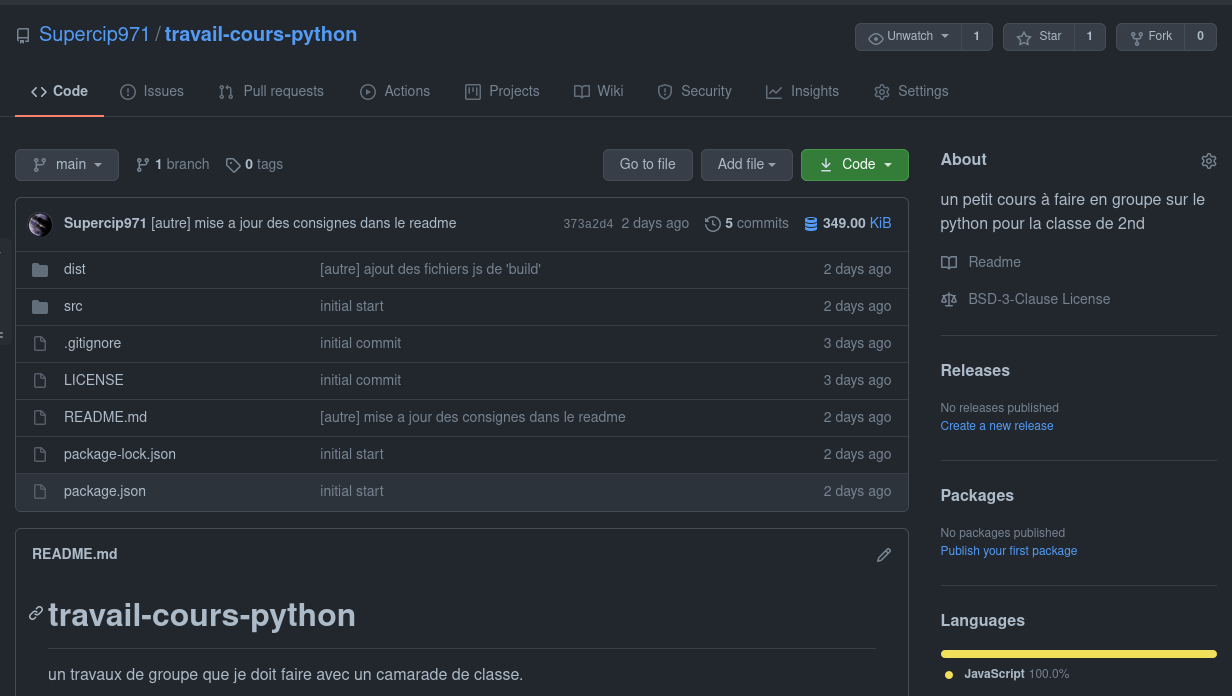 Supercip971 / travail-cours-python
Unwatch 1 Star 1 Fork 0
Code Issues Pull requests Actions Projects Wiki Security Insights Settings
main 1 branch 0 tags Go to file Add file Code
Supercip971 [autre] mise a jour des consignes dans le readme 373a2d4 2 days ago 5 commits 349.00 KiB
dist [autre] ajout des fichiers js de 'build' 2 days ago
src initial start 2 days ago
.gitignore initial commit 3 days ago
LICENSE initial commit 3 days ago
README.md [autre] mise a jour des consignes dans le readme 2 days ago
package-lock.json initial start 2 days ago
package.json initial start 2 days ago
README.md
travail-cours-python
un travaux de groupe que je doit faire avec un camarade de classe.
About
un petit cours à faire en groupe sur le
python pour la classe de 2nd
Readme
BSD-3-Clause License
Releases
No releases published
Create a new release
Packages
No packages published
Publish your first package
Languages
JavaScript 100.0%